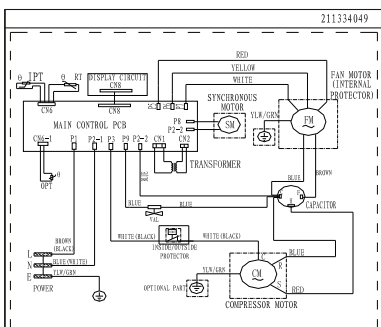 211334049
RED
YELLOW
WHITE
θ IPT
θ RT
DISPLAY CIRCUIT
CN8
FAN MOTOR
(INTERNAL
PROTECTOR)
CN6
CN8
SYNCHRONOUS
MOTOR
MAIN CONTROL PCB
P8
P2-2
SM
YLW/GRN
FM
CN6-1
P1
P2-1
P3
P9
P2-2
CN1
CN2
TRANSFORMER
θ
OPT
BLUE
BROWN
BLUE
BLUE
VAL
CAPACITOR
WHITE(BLACK)
WHITE(BLACK)
INSIDE/OUTSIDE
PROTECTOR
BROWN
(BLACK)
BLUE
L
N
BLUE(WHITE)
E
YLW/GRN
POWER
YLW/GRN
OPTIONAL PART
CM
C
R
S
RED
COMPRESSOR MOTOR